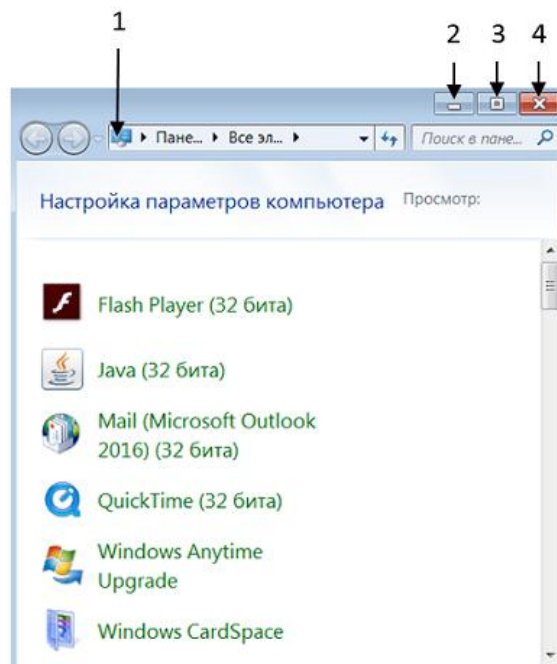 1 2 3 4
Пане... Все эл... Поиск в пане...
Настройка параметров компьютера Просмотр:
Flash Player (32 бита)
Java (32 бита)
Mail (Microsoft Outlook
2016) (32 бита)
QuickTime (32 бита)
Windows Anytime
Upgrade
Windows CardSpace